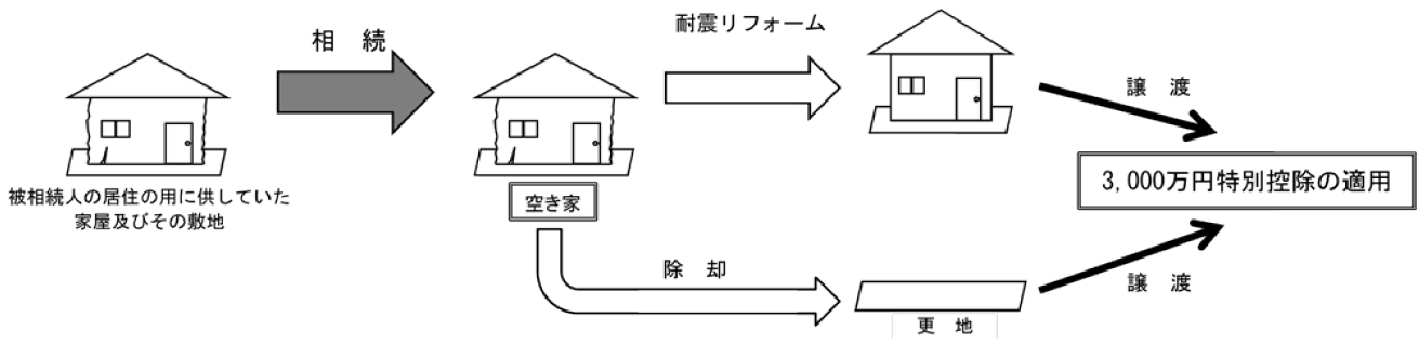 相続
耐震リフォーム
譲渡
被相続人の居住の用に供していた
家屋及びその敷地
空き家
3,000万円特別控除の適用
除却
譲渡
更地